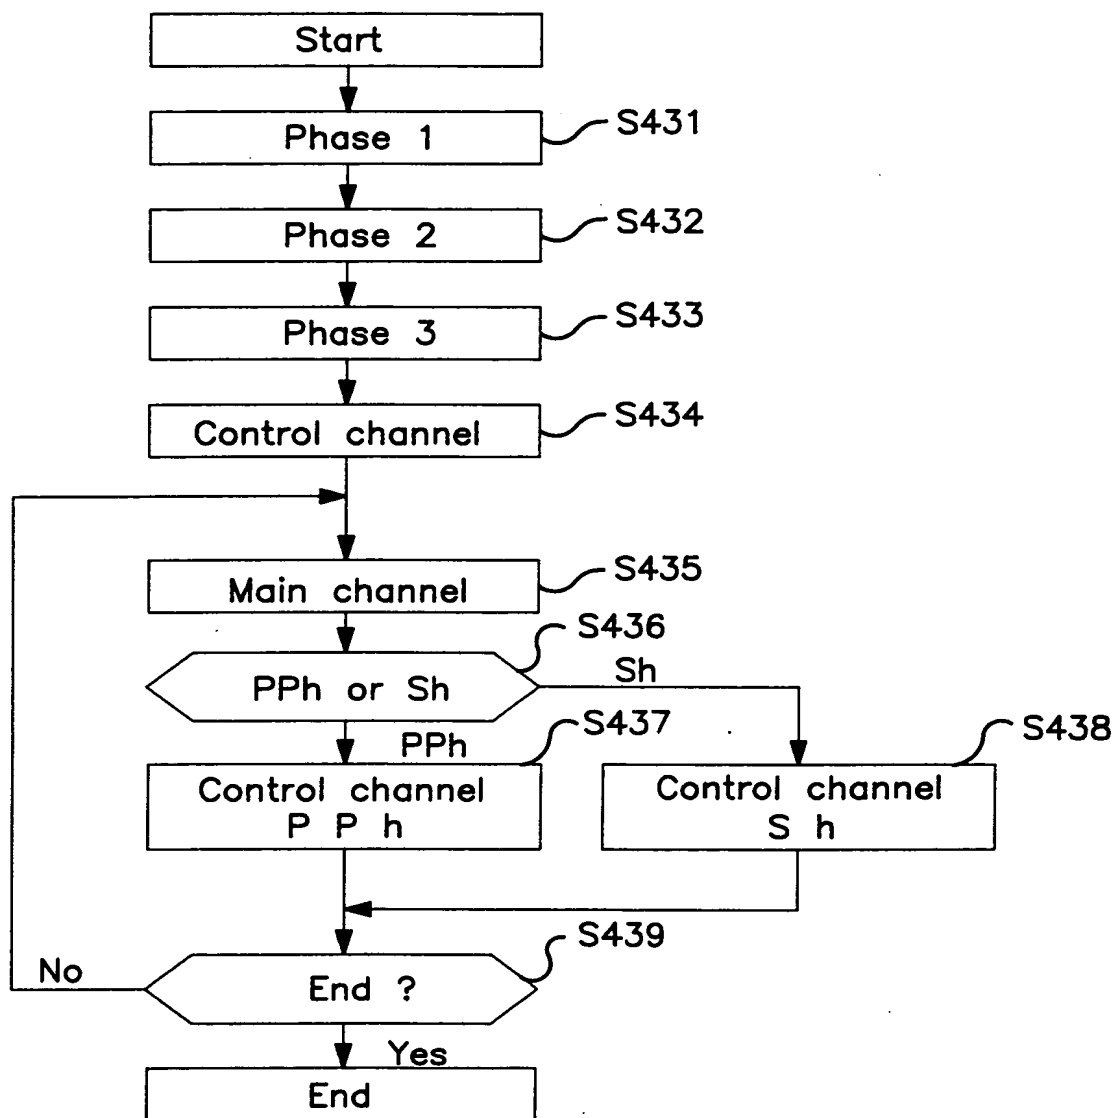 Start
Phase 1
S431
Phase 2
S432
Phase 3
S433
Control channel
S434
Main channel
S435
S436
PPh or Sh
Sh
PPh
S437
S438
Control channel
P P h
Control channel
S h
S439
No
End ?
Yes
End